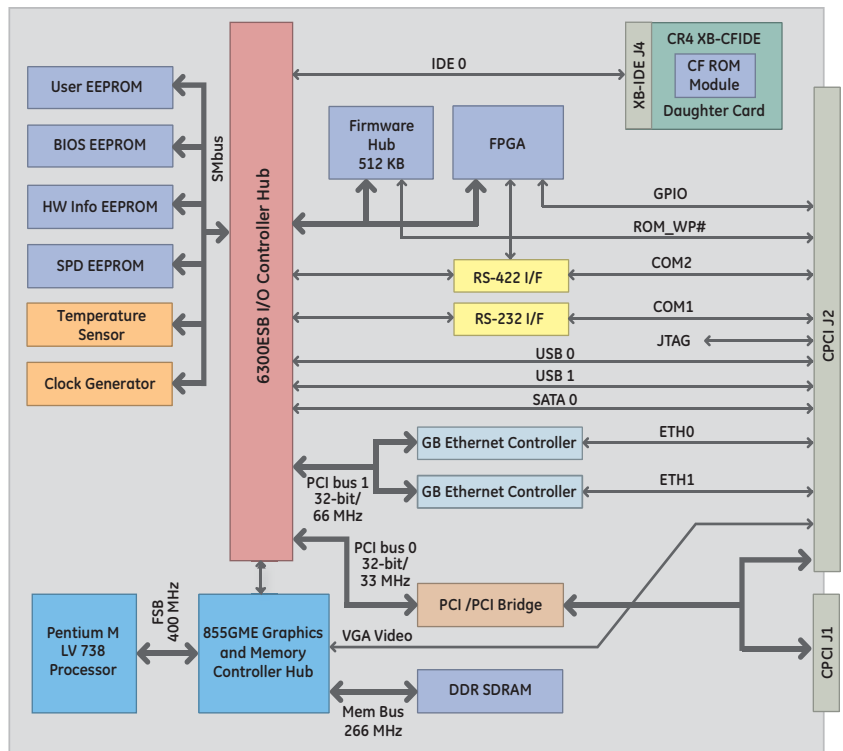 CR4 XB-CFIDE
XB-IDE J4
CF ROM
Module
Daughter Card
IDE 0
User EEPROM
BIOS EEPROM
HW Info EEPROM
SPD EEPROM
Temperature
Sensor
Clock Generator
SMbus
6300ESB I/O Controller Hub
Firmware
Hub
512 KB
FPGA
GPIO
ROM_WP#
RS-422 I/F
COM2
RS-232 I/F
COM1
JTAG
USB 0
USB 1
SATA 0
CPCI J2
GB Ethernet Controller
ETH0
GB Ethernet Controller
ETH1
PCI bus 1
32-bit/
66 MHz
PCI bus 0
32-bit/
33 MHz
PCI /PCI Bridge
Pentium M
LV 738
Processor
FSB
400 MHz
855GME Graphics
and Memory
Controller Hub
VGA Video
Mem Bus
266 MHz
DDR SDRAM
CPCI J1